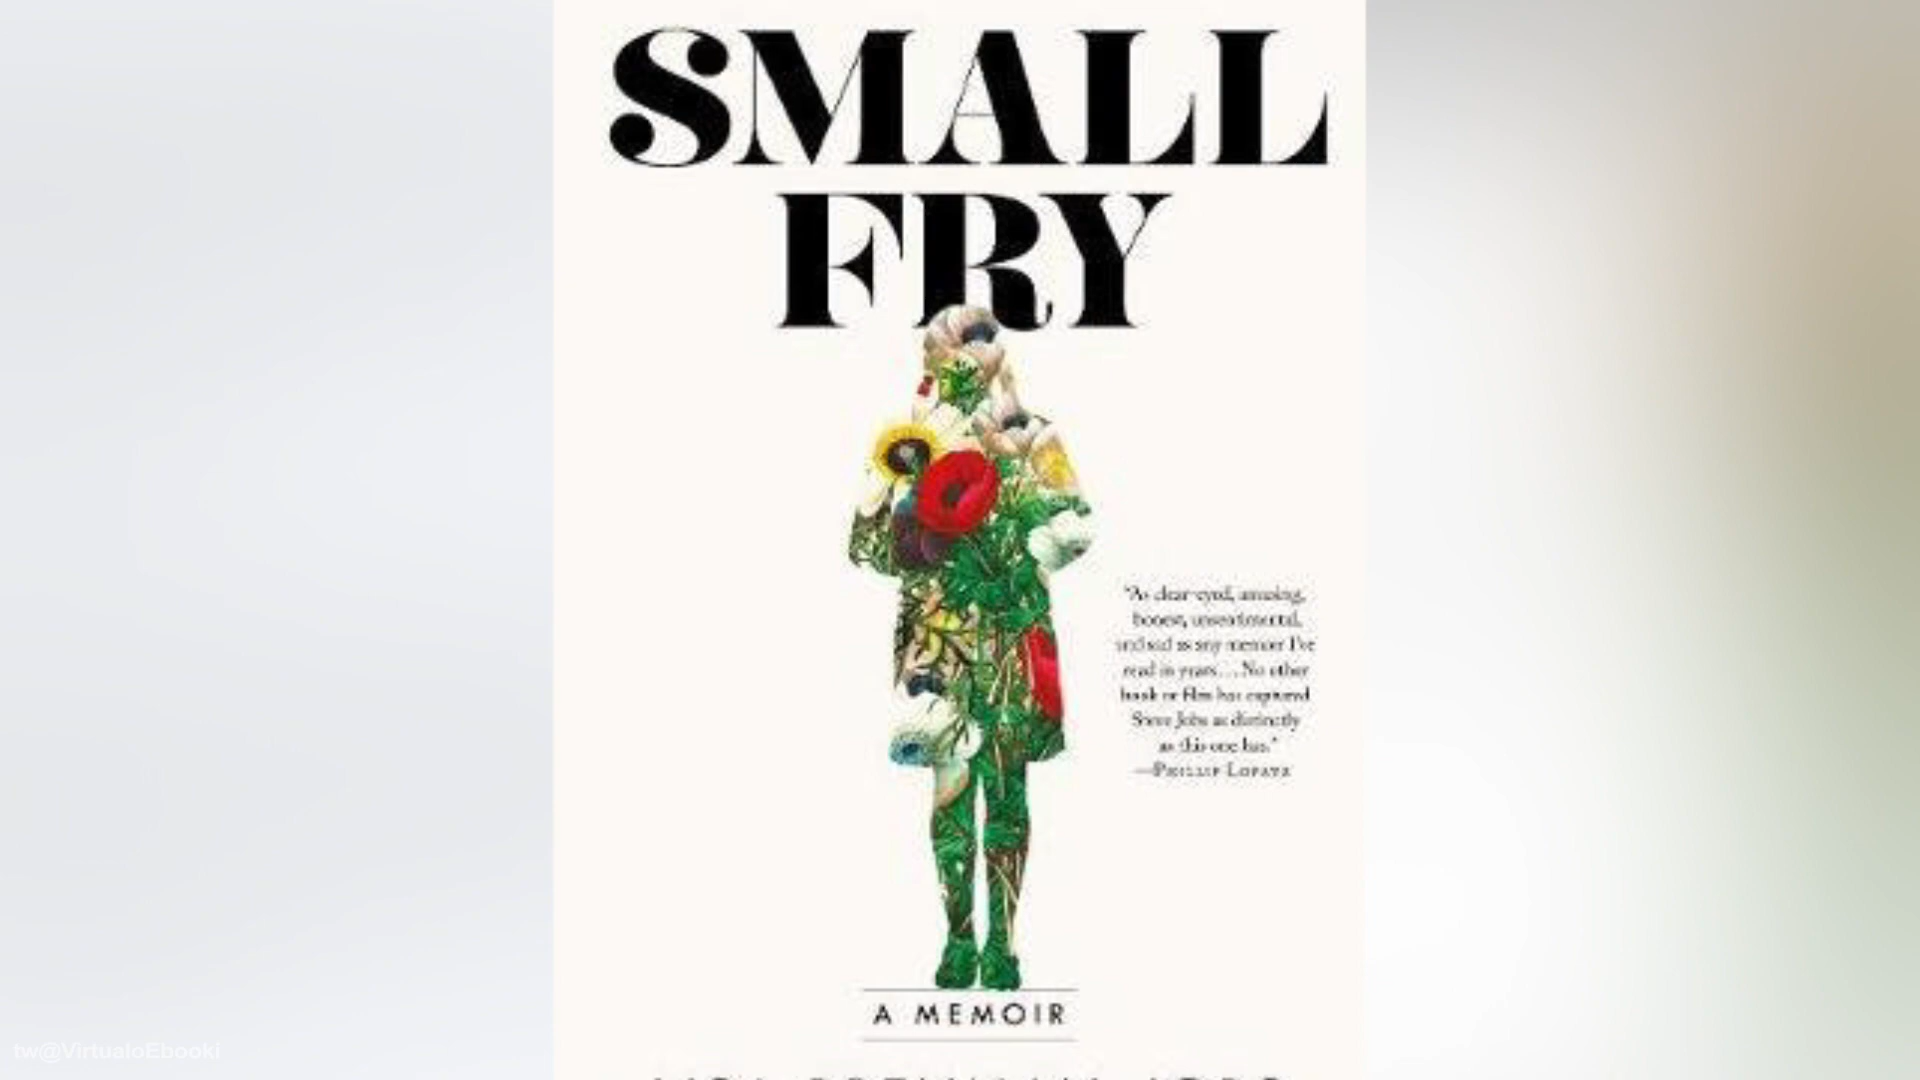 SMALL
FRY
"As clear-eyed, amusing,
honest, unsentimental,
and sad as any memoir I've
read in years.... No other
book or film has captured
Steve Jobs as distinctly
as this one has."
—PHILLIP LOPATE
A MEMOIR
tw@VirtualoEbooki